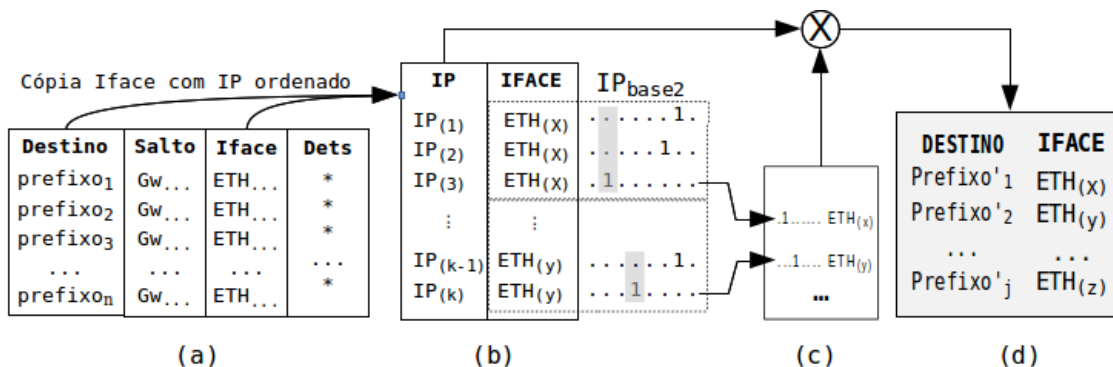 Cópia Iface com IP ordenado
Destino Salto Iface Dets
prefixo1 Gw... ETH... *
prefixo2 Gw... ETH... *
prefixo3 Gw... ETH... *
... ... ... ...
prefixon Gw... ETH... *
(a)
IP IFACE IPbase2
IP(1) ETH(X) ......1.
IP(2) ETH(X) .....1..
IP(3) ETH(X) .1......
⋮ ⋮
IP(k-1) ETH(y) ......1.
IP(k) ETH(y) ...1....
(b)
X
.1...... ETH(x)
...1.... ETH(y)
...
(c)
DESTINO IFACE
Prefixo'1 ETH(X)
Prefixo'2 ETH(y)
... ...
Prefixo'j ETH(z)
(d)